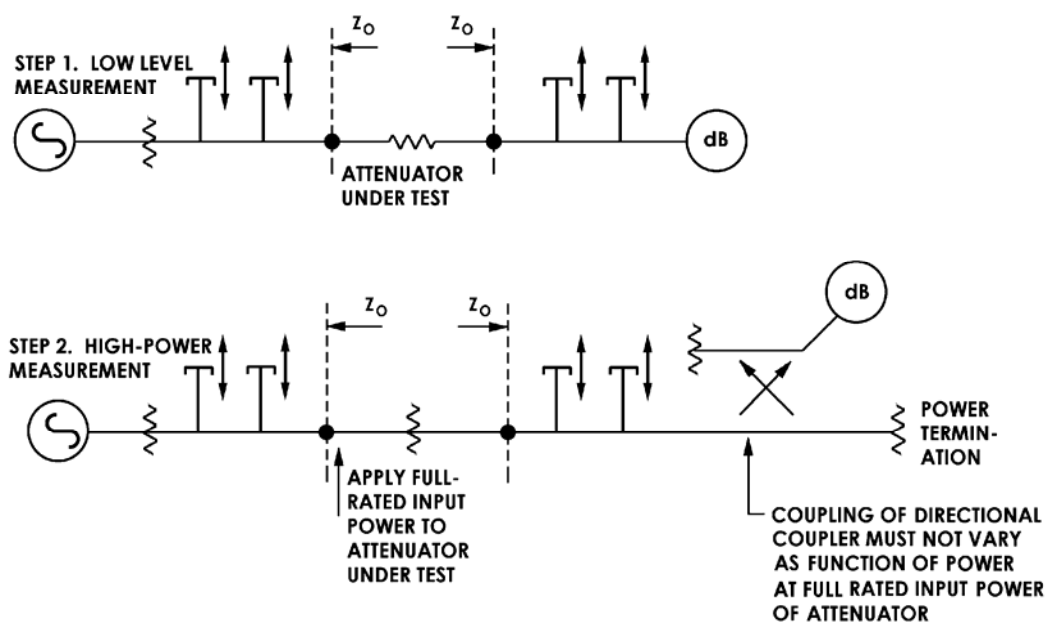 Z₀ Z₀
STEP 1. LOW LEVEL
MEASUREMENT
dB
ATTENUATOR
UNDER TEST
dB
Z₀ Z₀
STEP 2. HIGH-POWER
MEASUREMENT
POWER
TERMIN-
ATION
APPLY FULL-
RATED INPUT
POWER TO
ATTENUATOR
UNDER TEST
COUPLING OF DIRECTIONAL
COUPLER MUST NOT VARY
AS FUNCTION OF POWER
AT FULL RATED INPUT POWER
OF ATTENUATOR